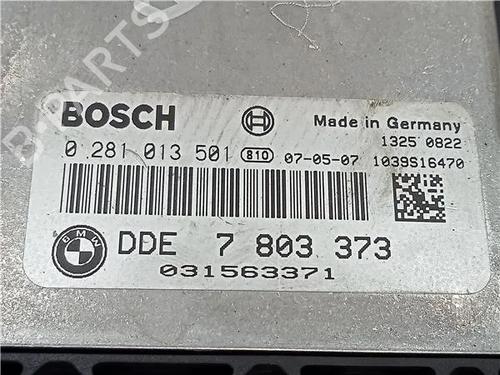 BOSCH
Made in Germany
1325 0822
0 281 013 501 810 07-05-07 1039S16470
BMW DDE 7 803 373
031563371